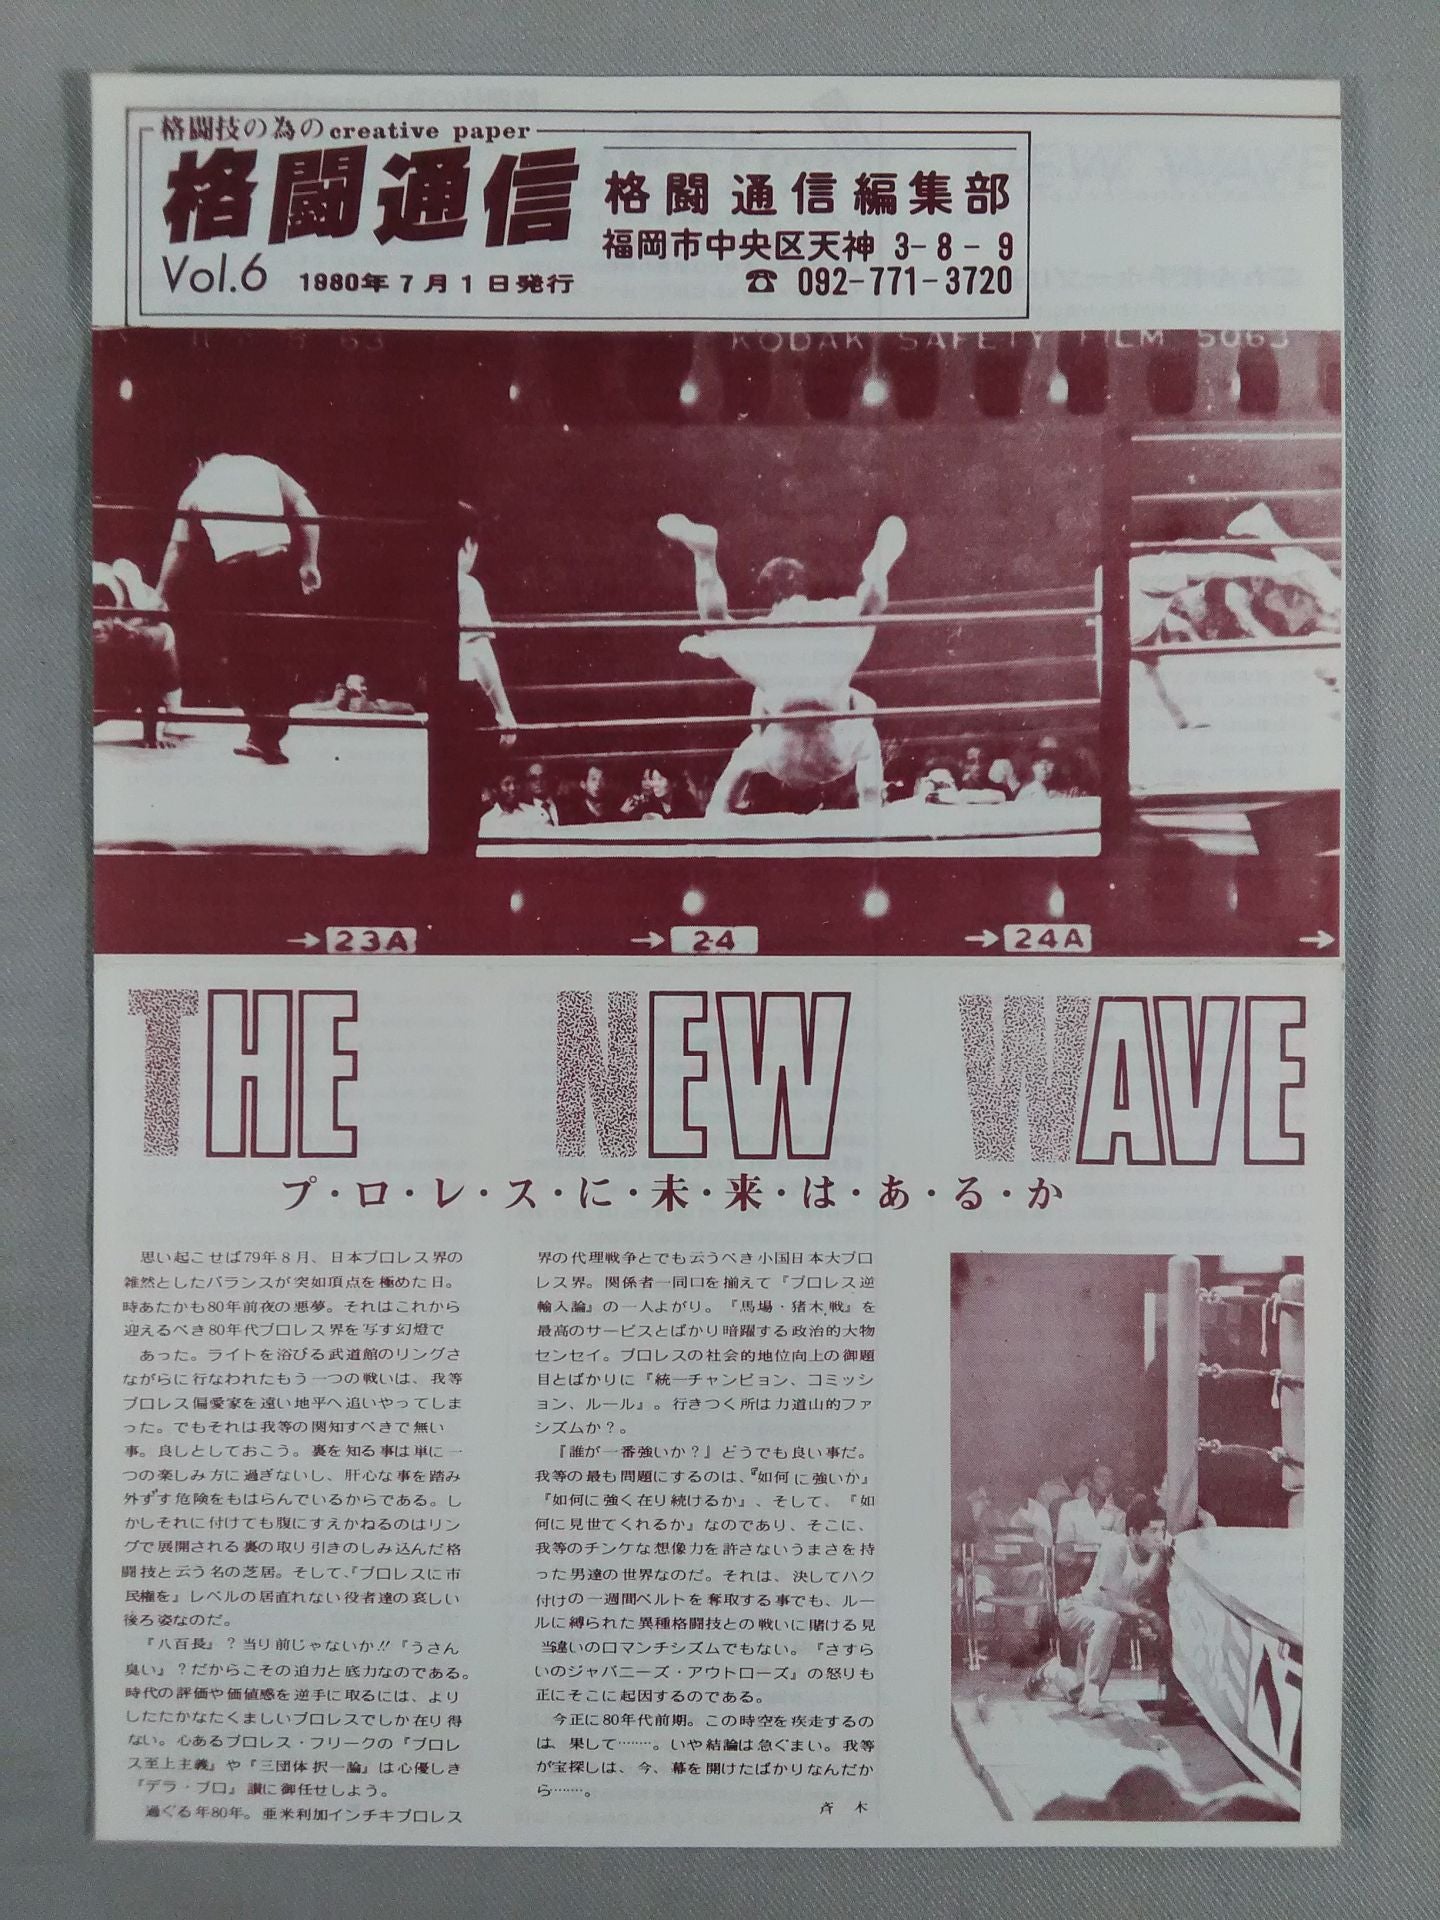 格闘技の為のcreative paper
格闘通信
Vol.6 1980年7月1日発行
格闘通信編集部
福岡市中央区天神 3-8-9
☎ 092-771-3720
KODAK SAFETY FILM 5063
→23A →24 →24A →
THE NEW WAVE
プ・ロ・レ・ス・に・未・来・は・あ・る・か
思い起こせば79年8月、日本プロレス界の
雑然としたバランスが突如頂点を極めた日。
時あたかも80年前夜の悪夢。それはこれから
迎えるべき80年代プロレス界を写す幻燈で
あった。ライトを浴びる武道館のリングさ
ながらに行なわれたもう一つの戦いは、我等
プロレス偏愛家を遠い地平へ追いやってしま
った。でもそれは我等の関知すべきで無い
事。良しとしておこう。裏を知る事は単に一
つの楽しみ方に過ぎないし、肝心な事を踏み
外ずす危険をもはらんでいるからである。し
かしそれに付けても腹にすえかねるのはリン
グで展開される裏の取り引きのしみ込んだ格
闘技と云う名の芝居。そして、『プロレスに市
民権を』レベルの居直れない役者達の哀しい
後ろ姿なのだ。
『八百長』？当り前じゃないか!!『うさん
臭い』？だからこその迫力と底力なのである。
時代の評価や価値感を逆手に取るには、より
したたかなたくましいプロレスでしか在り得
ない。心あるプロレス・フリークの『プロレ
ス至上主義』や『三団体択一論』は心優しき
『デラ・プロ』讃に御任せしよう。
過ぐる年80年。亜米利加インチキプロレス
界の代理戦争とでも云うべき小国日本大プロ
レス界。関係者一同口を揃えて『プロレス逆
輸入論』の一人よがり。『馬場・猪木戦』を
最高のサービスとばかり暗躍する政治的大物
センセイ。プロレスの社会的地位向上の御題
目とばかりに『統一チャンピョン、コミッシ
ョン、ルール』。行きつく所は力道山的ファ
シズムか？。
『誰が一番強いか？』どうでも良い事だ。
我等の最も問題にするのは、『如何に強いか』
『如何に強く在り続けるか』、そして、『如
何に見世てくれるか』なのであり、そこに、
我等のチンケな想像力を許さないうまさを持
った男達の世界なのだ。それは、決してハク
付けの一週間ベルトを奪取する事でも、ルー
ルに縛られた異種格闘技との戦いに賭ける見
当違いのロマンチシズムでもない。『さすら
いのジャパニーズ・アウトローズ』の怒りも
正にそこに起因するのである。
今正に80年代前期。この時空を疾走するの
は、果して………。いや結論は急ぐまい。我等
が宝探しは、今、幕を開けたばかりなんだか
ら………。
斉 木